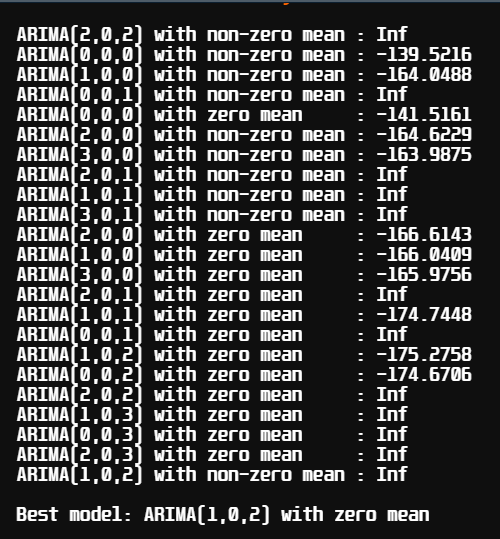 ARIMA(2,0,2) with non-zero mean : Inf
ARIMA(0,0,0) with non-zero mean : -139.5216
ARIMA(1,0,0) with non-zero mean : -164.0488
ARIMA(0,0,1) with non-zero mean : Inf
ARIMA(0,0,0) with zero mean : -141.5161
ARIMA(2,0,0) with non-zero mean : -164.6229
ARIMA(3,0,0) with non-zero mean : -163.9875
ARIMA(2,0,1) with non-zero mean : Inf
ARIMA(1,0,1) with non-zero mean : Inf
ARIMA(3,0,1) with non-zero mean : Inf
ARIMA(2,0,0) with zero mean : -166.6143
ARIMA(1,0,0) with zero mean : -166.0409
ARIMA(3,0,0) with zero mean : -165.9756
ARIMA(2,0,1) with zero mean : Inf
ARIMA(1,0,1) with zero mean : -174.7448
ARIMA(0,0,1) with zero mean : Inf
ARIMA(1,0,2) with zero mean : -175.2758
ARIMA(0,0,2) with zero mean : -174.6706
ARIMA(2,0,2) with zero mean : Inf
ARIMA(1,0,3) with zero mean : Inf
ARIMA(0,0,3) with zero mean : Inf
ARIMA(2,0,3) with zero mean : Inf
ARIMA(1,0,2) with non-zero mean : Inf
Best model: ARIMA(1,0,2) with zero mean